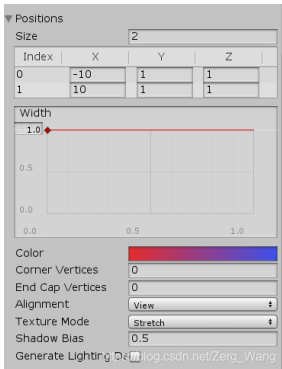 Positions
Size 2
Index X Y Z
0 -10 1 1
1 10 1 1
Width
1.0
0.5
0.0
0.0 0.5 1.0
Color
Corner Vertices 0
End Cap Vertices 0
Alignment View
Texture Mode Stretch
Shadow Bias 0.5
Generate Lighting Da
blog.csdn.net/Zerg_Wang